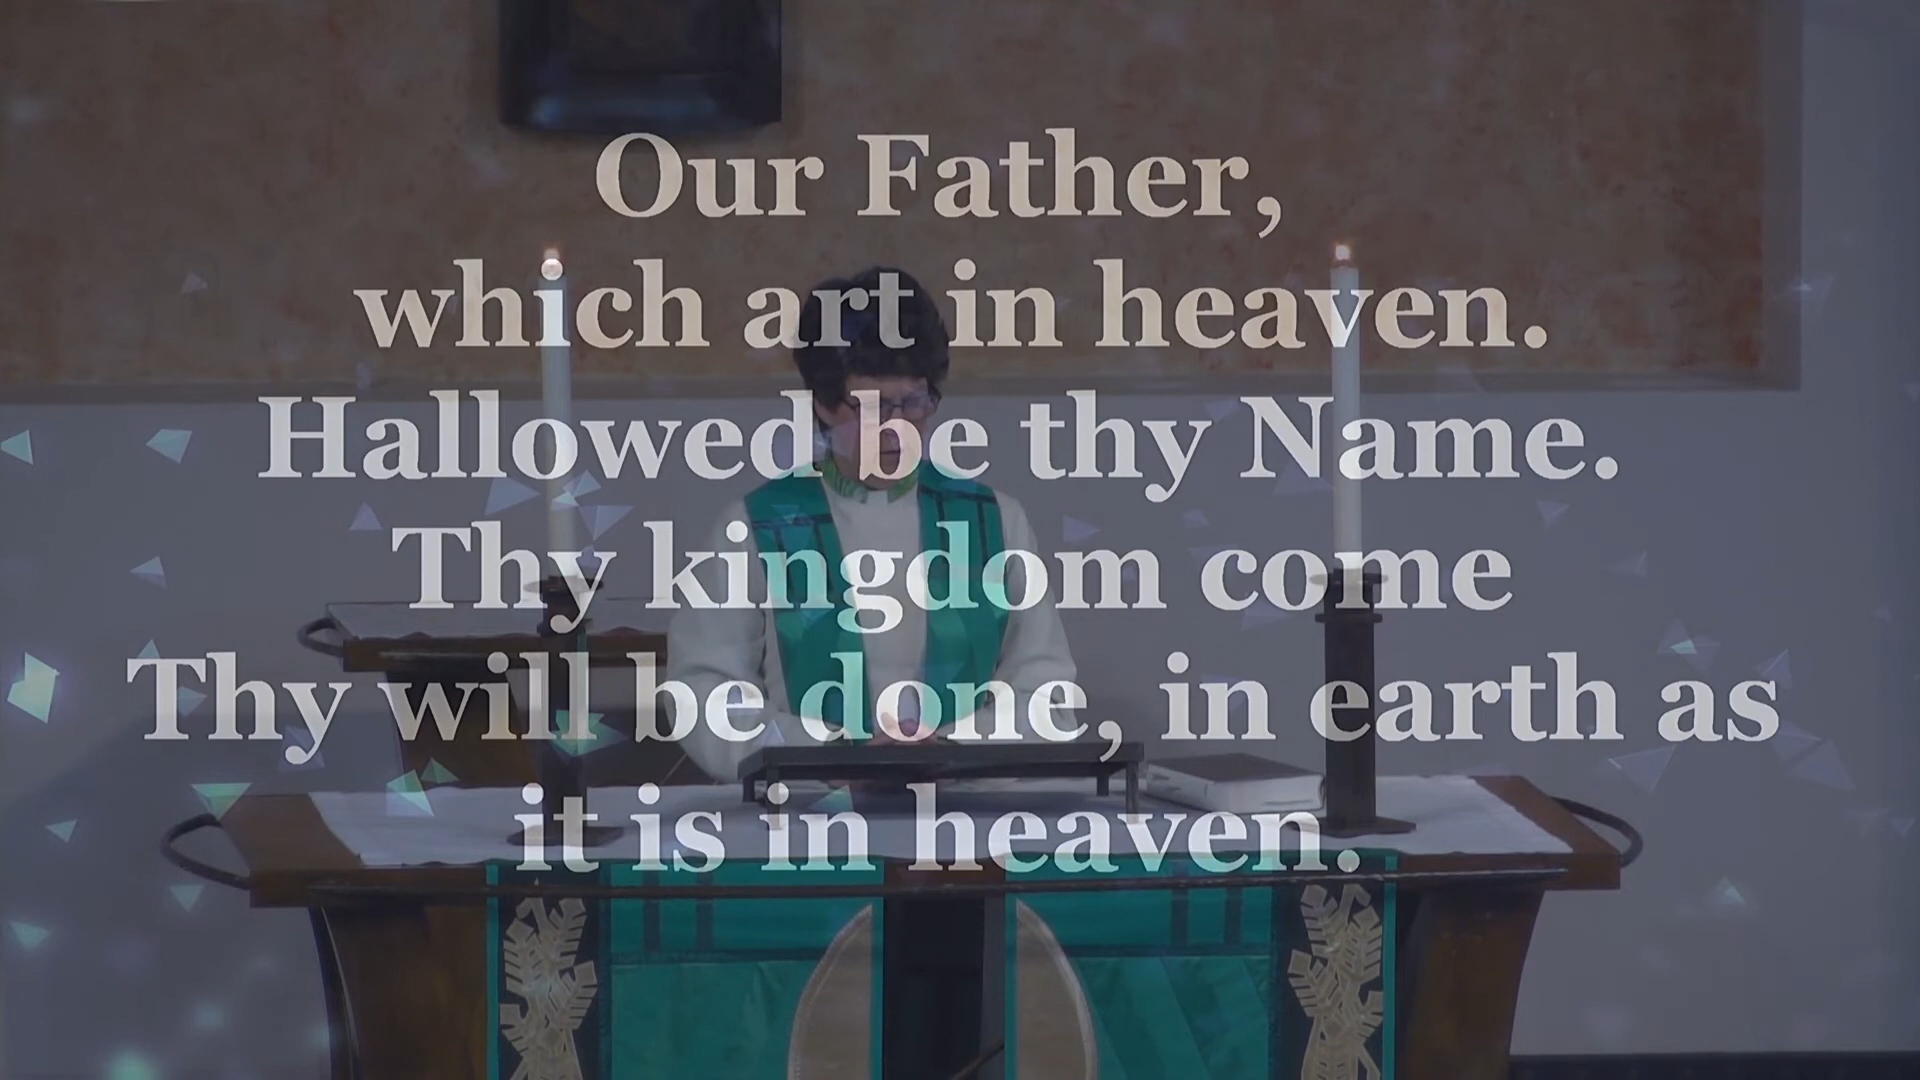 Our Father,
which art in heaven.
Hallowed be thy Name.
Thy kingdom come
Thy will be done, in earth as
it is in heaven.